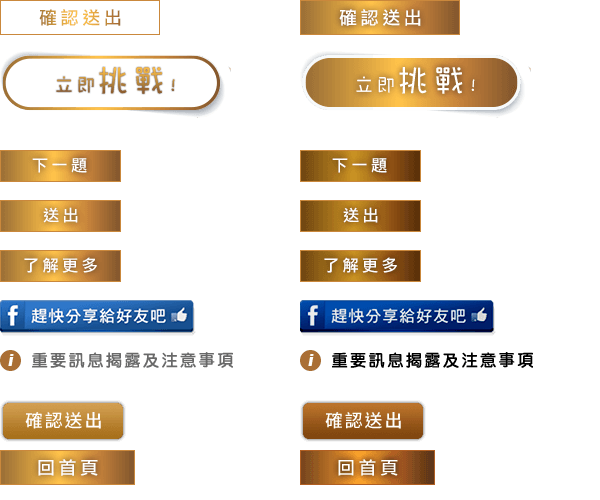 確認送出 確認送出
立即挑戰! 立即挑戰!
下一題 下一題
送出 送出
了解更多 了解更多
f 趕快分享給好友吧 f 趕快分享給好友吧
i 重要訊息揭露及注意事項 i 重要訊息揭露及注意事項
確認送出 確認送出
回首頁 回首頁